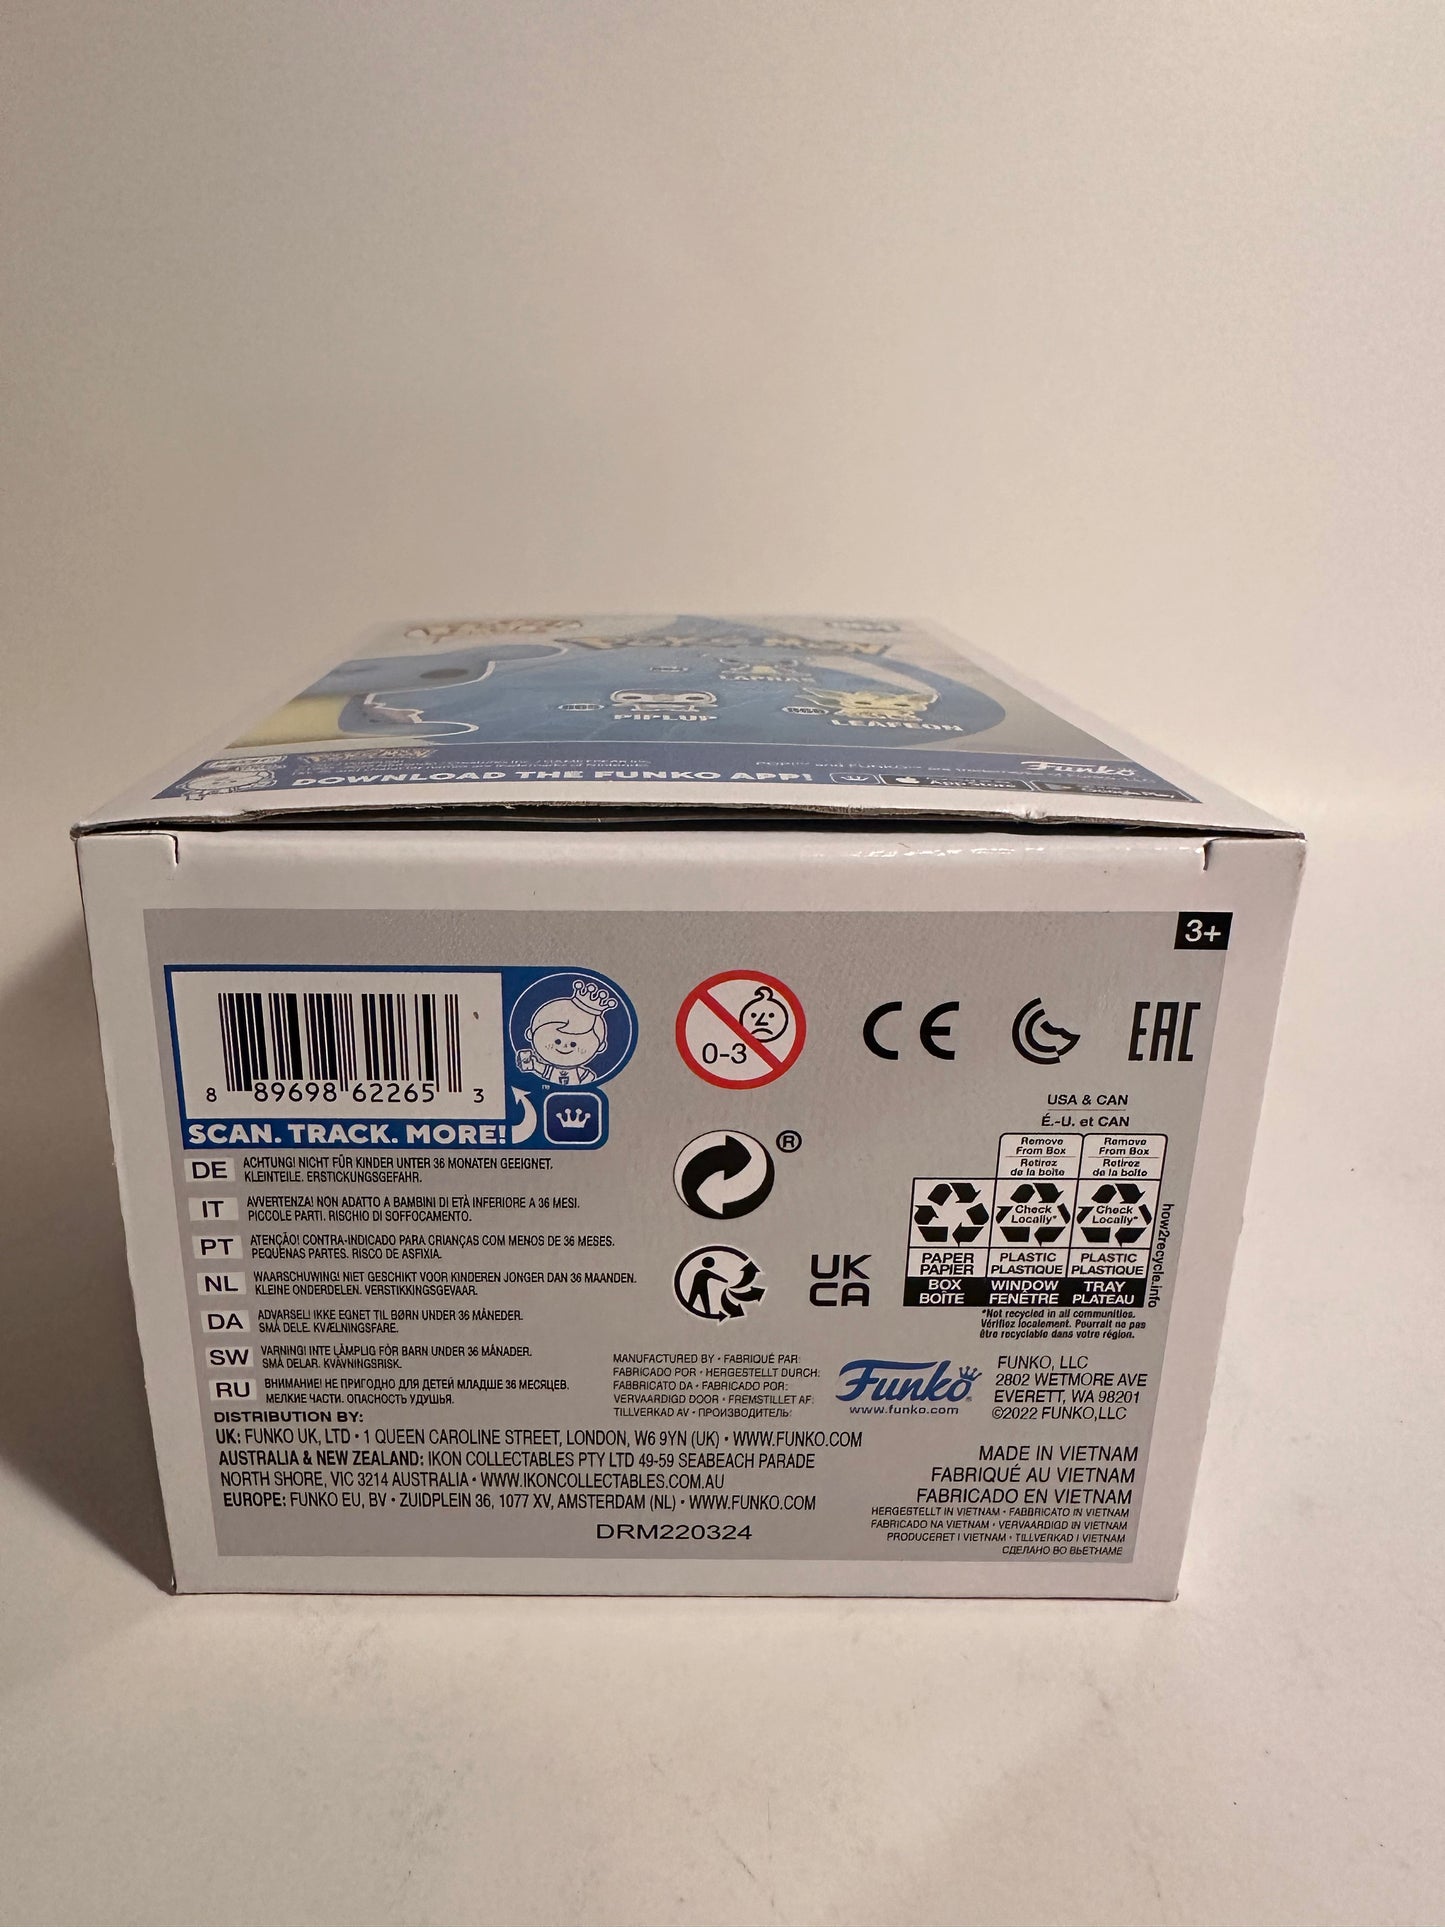 POKÉMON
LAPRAS
PIPLUP
LEAFEON
DOWNLOAD THE FUNKO APP!
POP!™ and FUNKO™ are
Funko
3+
8 89698 62265 3
SCAN. TRACK. MORE!
™
0-3
CE
EAC
USA & CAN
É.-U. et CAN
Remove From Box
Retirez de la boîte
Remove From Box
Retirez de la boîte
Check Locally*
Check Locally*
PAPER PAPIER
PLASTIC PLASTIQUE
PLASTIC PLASTIQUE
BOX BOÎTE
WINDOW FENÊTRE
TRAY PLATEAU
how2recycle.info
*Not recycled in all communities.
Vérifiez localement. Pourrait ne pas
être recyclable dans votre région.
®
UK
CA
DE ACHTUNG! NICHT FÜR KINDER UNTER 36 MONATEN GEEIGNET.
KLEINTEILE. ERSTICKUNGSGEFAHR.
IT AVVERTENZA! NON ADATTO A BAMBINI DI ETÀ INFERIORE A 36 MESI.
PICCOLE PARTI. RISCHIO DI SOFFOCAMENTO.
PT ATENÇÃO! CONTRA-INDICADO PARA CRIANÇAS COM MENOS DE 36 MESES.
PEQUENAS PARTES. RISCO DE ASFIXIA.
NL WAARSCHUWING! NIET GESCHIKT VOOR KINDEREN JONGER DAN 36 MAANDEN.
KLEINE ONDERDELEN. VERSTIKKINGSGEVAAR.
DA ADVARSEL! IKKE EGNET TIL BØRN UNDER 36 MÅNEDER.
SMÅ DELE. KVÆLNINGSFARE.
SW VARNING! INTE LÄMPLIG FÖR BARN UNDER 36 MÅNADER.
SMÅ DELAR. KVÄVNINGSRISK.
RU ВНИМАНИЕ! НЕ ПРИГОДНО ДЛЯ ДЕТЕЙ МЛАДШЕ 36 МЕСЯЦЕВ.
МЕЛКИЕ ЧАСТИ. ОПАСНОСТЬ УДУШЬЯ.
MANUFACTURED BY • FABRIQUÉ PAR:
FABRICADO POR • HERGESTELLT DURCH:
FABBRICATO DA • FABRICADO POR:
VERVAARDIGD DOOR • FREMSTILLET AF:
TILLVERKAD AV • ПРОИЗВОДИТЕЛЬ:
Funko
www.funko.com
FUNKO, LLC
2802 WETMORE AVE
EVERETT, WA 98201
©2022 FUNKO,LLC
DISTRIBUTION BY:
UK: FUNKO UK, LTD • 1 QUEEN CAROLINE STREET, LONDON, W6 9YN (UK) • WWW.FUNKO.COM
AUSTRALIA & NEW ZEALAND: IKON COLLECTABLES PTY LTD 49-59 SEABEACH PARADE
NORTH SHORE, VIC 3214 AUSTRALIA • WWW.IKONCOLLECTABLES.COM.AU
EUROPE: FUNKO EU, BV • ZUIDPLEIN 36, 1077 XV, AMSTERDAM (NL) • WWW.FUNKO.COM
DRM220324
MADE IN VIETNAM
FABRIQUÉ AU VIETNAM
FABRICADO EN VIETNAM
HERGESTELLT IN VIETNAM • FABBRICATO IN VIETNAM
FABRICADO NA VIETNAM • VERVAARDIGD IN VIETNAM
PRODUCERET I VIETNAM • TILLVERKAD I VIETNAM
СДЕЛАНО ВО ВЬЕТНАМЕ